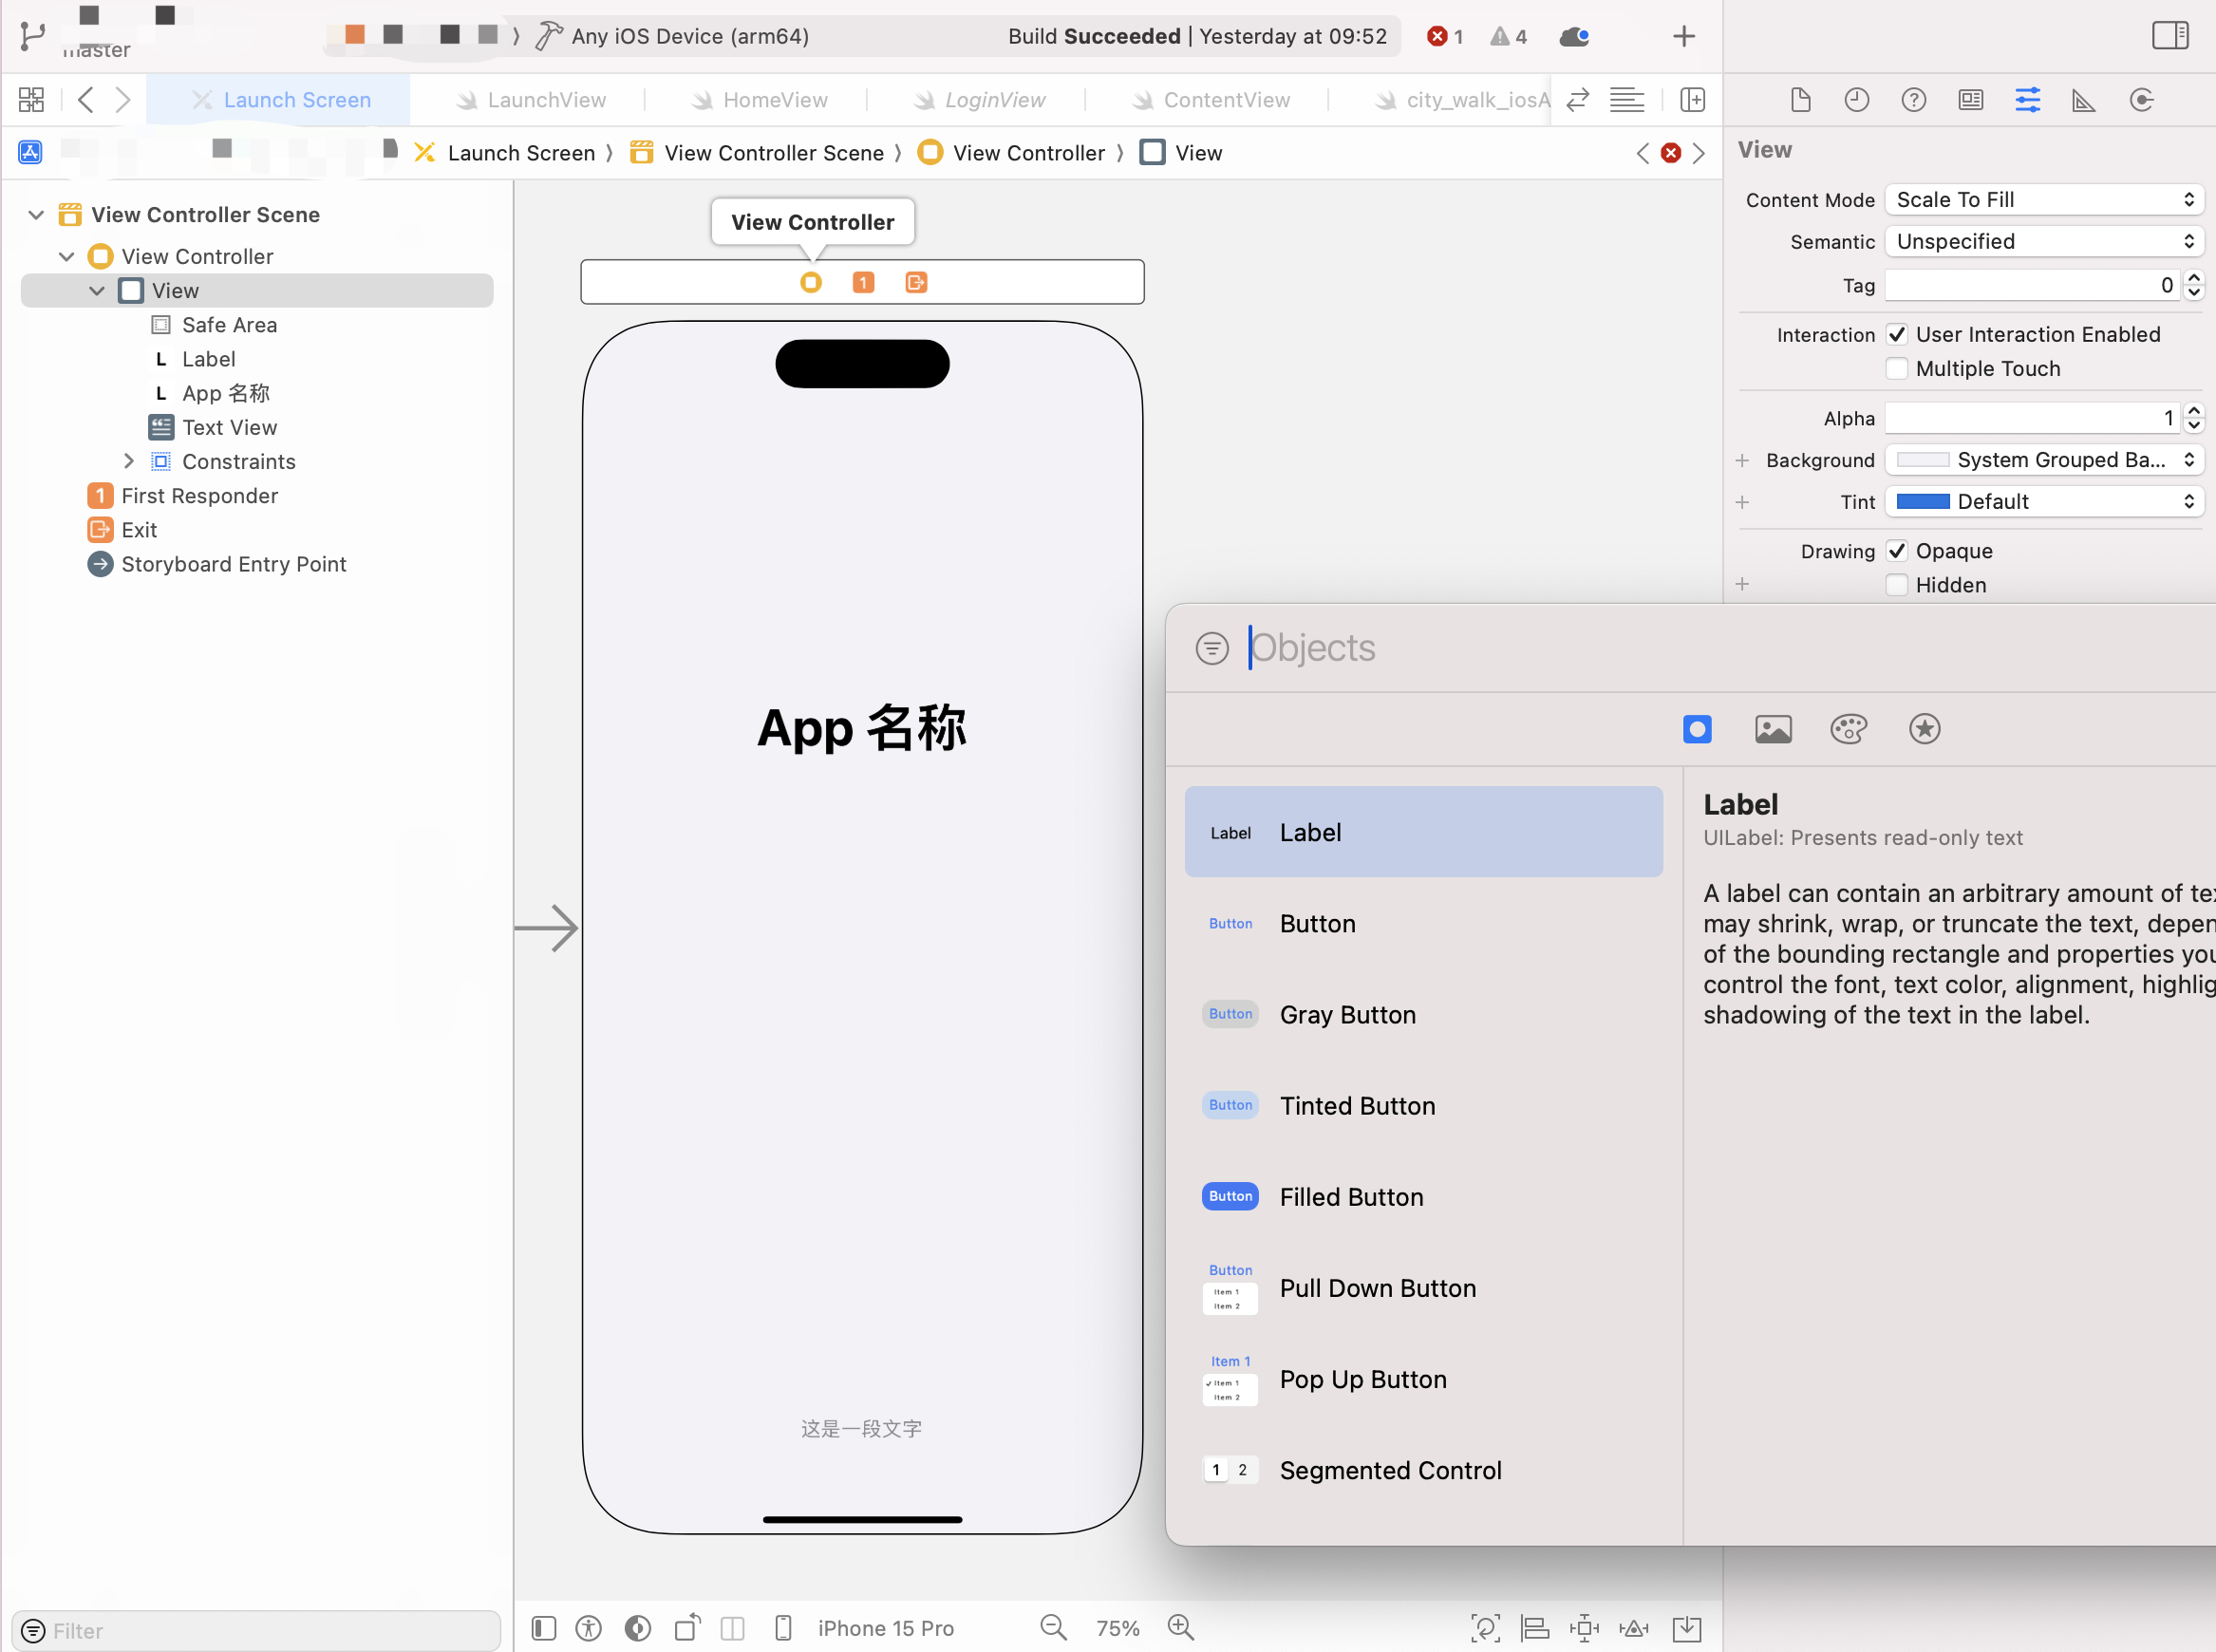 master
Any iOS Device (arm64)
Build Succeeded | Yesterday at 09:52
1
4
Launch Screen
LaunchView
HomeView
LoginView
ContentView
city_walk_iosA
Launch Screen
View Controller Scene
View Controller
View
View Controller Scene
View Controller
View
Safe Area
L Label
L App 名称
Text View
Constraints
1 First Responder
Exit
Storyboard Entry Point
Filter
View Controller
1
App 名称
这是一段文字
iPhone 15 Pro
75%
View
Content Mode Scale To Fill
Semantic Unspecified
Tag 0
Interaction User Interaction Enabled
Multiple Touch
Alpha 1
Background System Grouped Ba...
Tint Default
Drawing Opaque
Hidden
Objects
Label Label
Button Button
Button Gray Button
Button Tinted Button
Button Filled Button
Button
Item 1
Item 2
Pull Down Button
Item 1
Item 1
Item 2
Pop Up Button
1 2 Segmented Control
Label
UILabel: Presents read-only text
A label can contain an arbitrary amount of tex
may shrink, wrap, or truncate the text, depen
of the bounding rectangle and properties you
control the font, text color, alignment, highlig
shadowing of the text in the label.